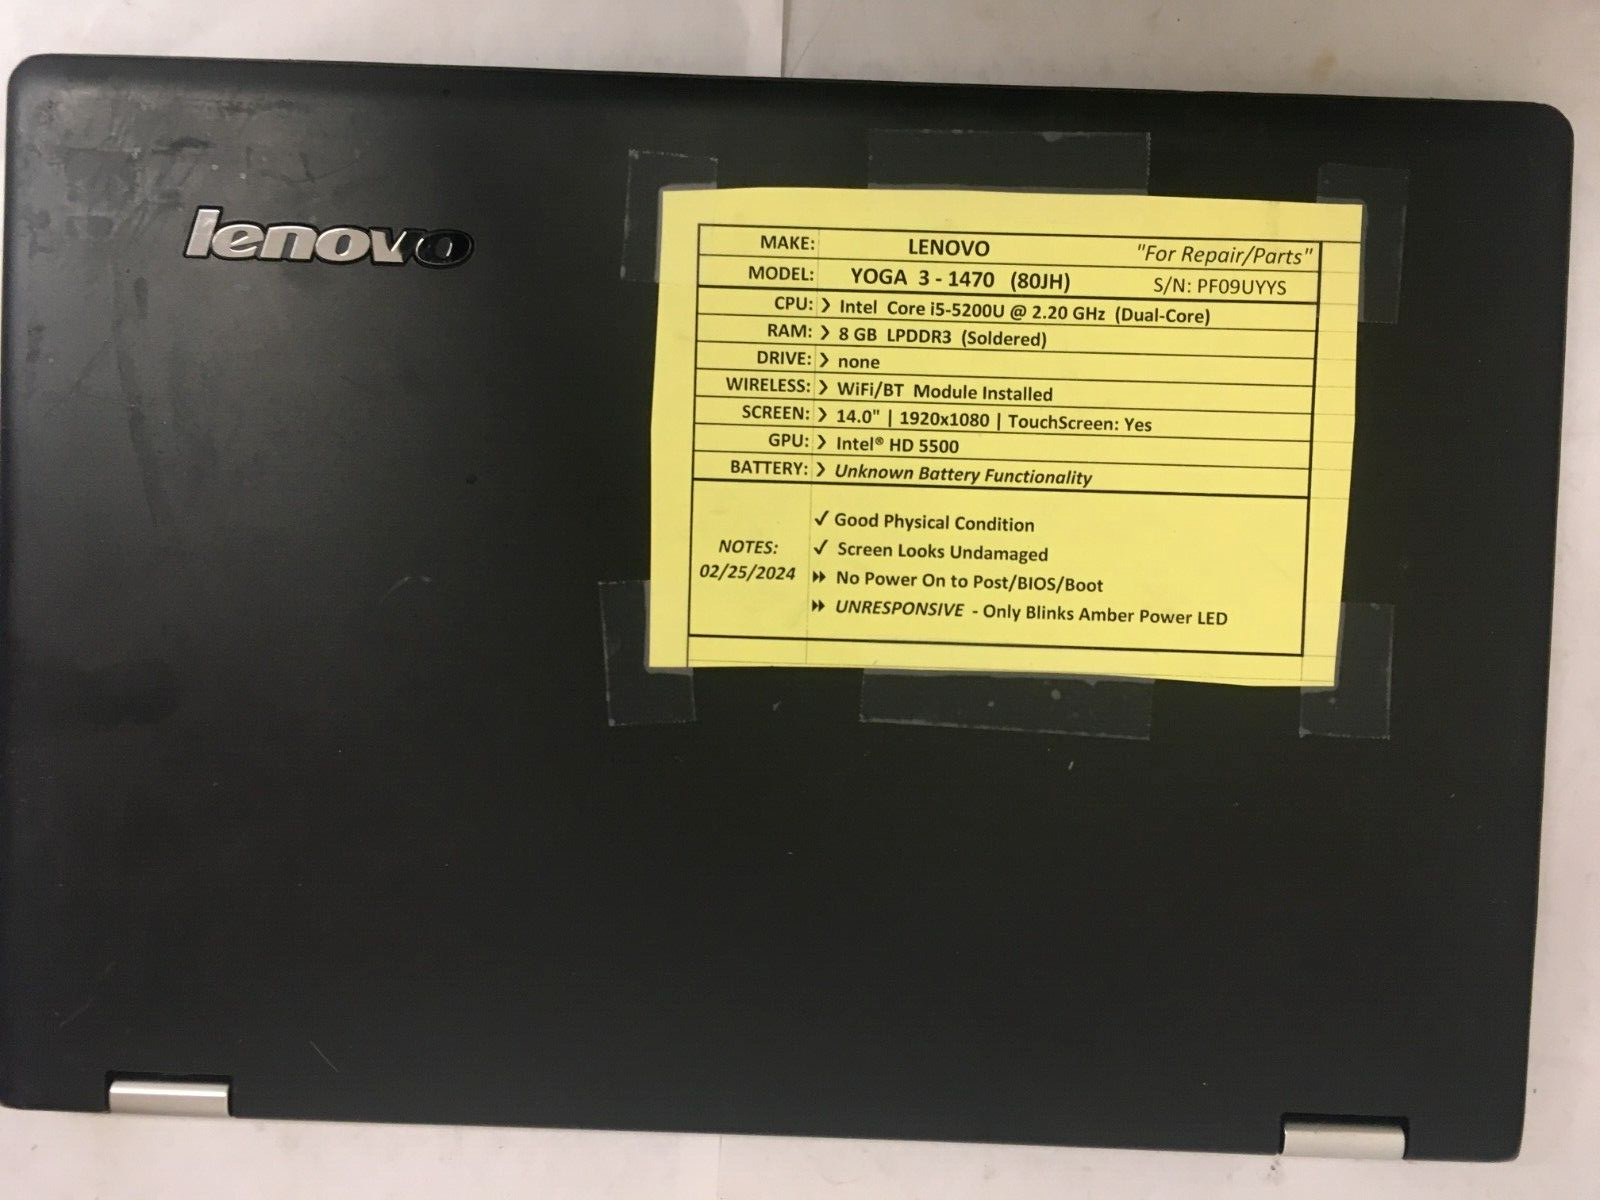 lenovo
MAKE: LENOVO "For Repair/Parts"
MODEL: YOGA 3 - 1470 (80JH) S/N: PF09UYYS
CPU: ❯ Intel Core i5-5200U @ 2.20 GHz (Dual-Core)
RAM: ❯ 8 GB LPDDR3 (Soldered)
DRIVE: ❯ none
WIRELESS: ❯ WiFi/BT Module Installed
SCREEN: ❯ 14.0" | 1920x1080 | TouchScreen: Yes
GPU: ❯ Intel® HD 5500
BATTERY: ❯ Unknown Battery Functionality
NOTES:
02/25/2024
✓ Good Physical Condition
✓ Screen Looks Undamaged
▸▸ No Power On to Post/BIOS/Boot
▸▸ UNRESPONSIVE - Only Blinks Amber Power LED